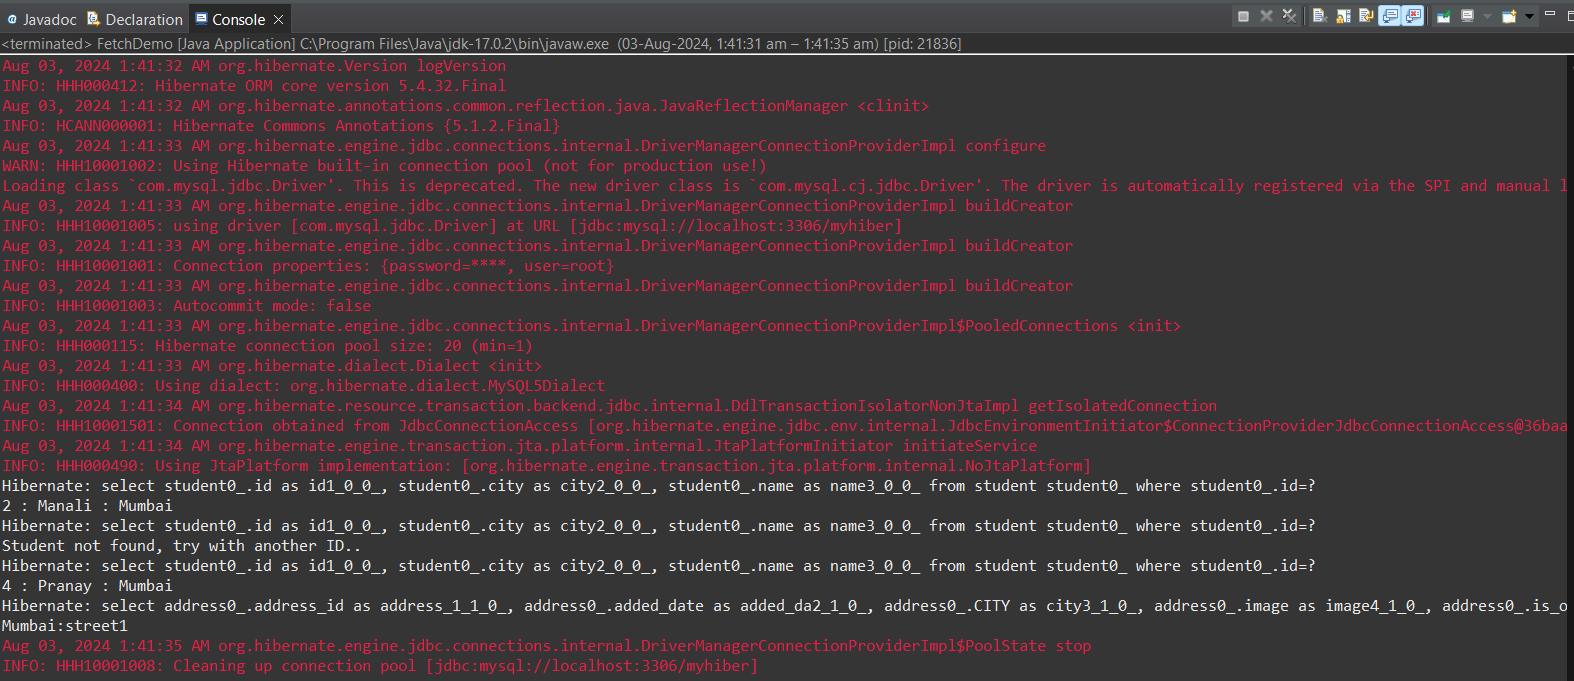 Javadoc Declaration Console
<terminated> FetchDemo [Java Application] C:\Program Files\Java\jdk-17.0.2\bin\javaw.exe (03-Aug-2024, 1:41:31 am – 1:41:35 am) [pid: 21836]
Aug 03, 2024 1:41:32 AM org.hibernate.Version logVersion
INFO: HHH000412: Hibernate ORM core version 5.4.32.Final
Aug 03, 2024 1:41:32 AM org.hibernate.annotations.common.reflection.java.JavaReflectionManager <clinit>
INFO: HCANN000001: Hibernate Commons Annotations {5.1.2.Final}
Aug 03, 2024 1:41:33 AM org.hibernate.engine.jdbc.connections.internal.DriverManagerConnectionProviderImpl configure
WARN: HHH10001002: Using Hibernate built-in connection pool (not for production use!)
Loading class `com.mysql.jdbc.Driver'. This is deprecated. The new driver class is `com.mysql.cj.jdbc.Driver'. The driver is automatically registered via the SPI and manual l
Aug 03, 2024 1:41:33 AM org.hibernate.engine.jdbc.connections.internal.DriverManagerConnectionProviderImpl buildCreator
INFO: HHH10001005: using driver [com.mysql.jdbc.Driver] at URL [jdbc:mysql://localhost:3306/myhiber]
Aug 03, 2024 1:41:33 AM org.hibernate.engine.jdbc.connections.internal.DriverManagerConnectionProviderImpl buildCreator
INFO: HHH10001001: Connection properties: {password=****, user=root}
Aug 03, 2024 1:41:33 AM org.hibernate.engine.jdbc.connections.internal.DriverManagerConnectionProviderImpl buildCreator
INFO: HHH10001003: Autocommit mode: false
Aug 03, 2024 1:41:33 AM org.hibernate.engine.jdbc.connections.internal.DriverManagerConnectionProviderImpl$PooledConnections <init>
INFO: HHH000115: Hibernate connection pool size: 20 (min=1)
Aug 03, 2024 1:41:33 AM org.hibernate.dialect.Dialect <init>
INFO: HHH000400: Using dialect: org.hibernate.dialect.MySQL5Dialect
Aug 03, 2024 1:41:34 AM org.hibernate.resource.transaction.backend.jdbc.internal.DdlTransactionIsolatorNonJtaImpl getIsolatedConnection
INFO: HHH10001501: Connection obtained from JdbcConnectionAccess [org.hibernate.engine.jdbc.env.internal.JdbcEnvironmentInitiator$ConnectionProviderJdbcConnectionAccess@36baa
Aug 03, 2024 1:41:34 AM org.hibernate.engine.transaction.jta.platform.internal.JtaPlatformInitiator initiateService
INFO: HHH000490: Using JtaPlatform implementation: [org.hibernate.engine.transaction.jta.platform.internal.NoJtaPlatform]
Hibernate: select student0_.id as id1_0_0_, student0_.city as city2_0_0_, student0_.name as name3_0_0_ from student student0_ where student0_.id=?
2 : Manali : Mumbai
Hibernate: select student0_.id as id1_0_0_, student0_.city as city2_0_0_, student0_.name as name3_0_0_ from student student0_ where student0_.id=?
Student not found, try with another ID..
Hibernate: select student0_.id as id1_0_0_, student0_.city as city2_0_0_, student0_.name as name3_0_0_ from student student0_ where student0_.id=?
4 : Pranay : Mumbai
Hibernate: select address0_.address_id as address_1_1_0_, address0_.added_date as added_da2_1_0_, address0_.CITY as city3_1_0_, address0_.image as image4_1_0_, address0_.is_o
Mumbai:street1
Aug 03, 2024 1:41:35 AM org.hibernate.engine.jdbc.connections.internal.DriverManagerConnectionProviderImpl$PoolState stop
INFO: HHH10001008: Cleaning up connection pool [jdbc:mysql://localhost:3306/myhiber]